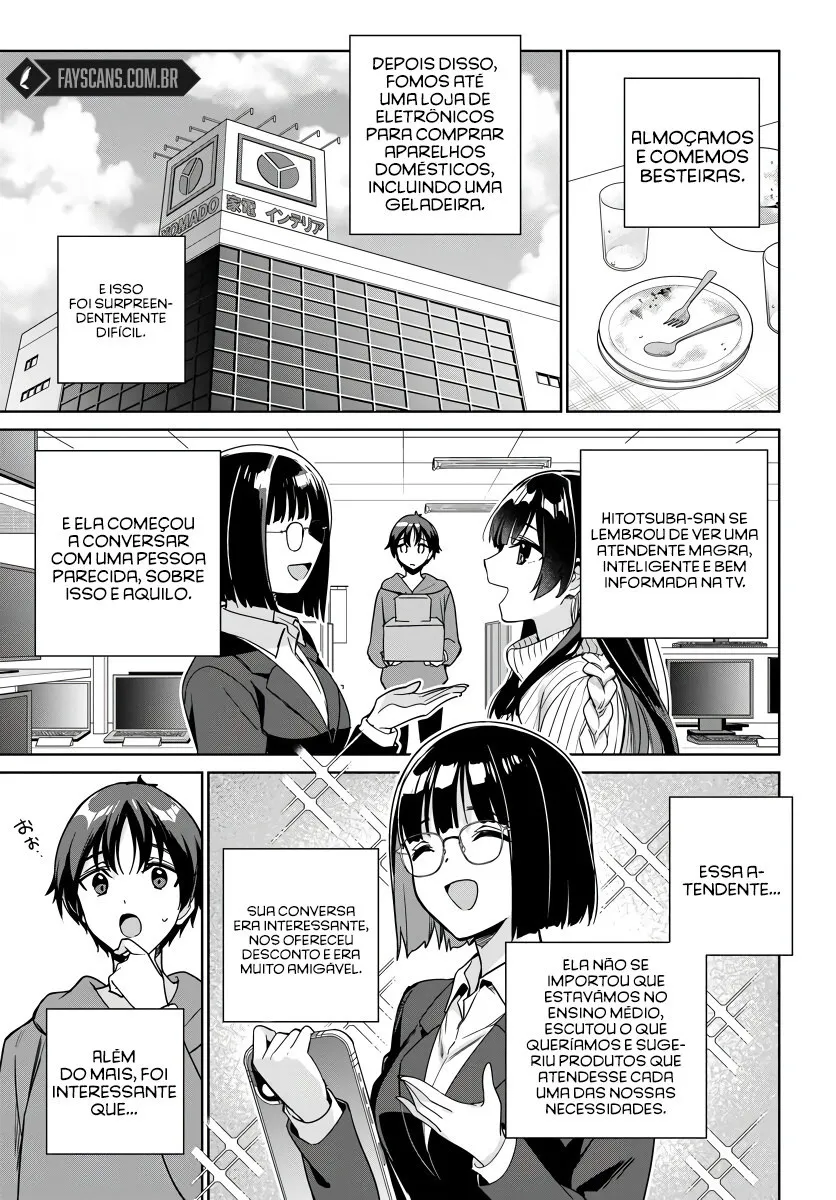 FAYSCANS.COM.BR
ALMOÇAMOS
E COMEMOS
BESTEIRAS.
DEPOIS DISSO,
FOMOS ATÉ
UMA LOJA DE
ELETRÔNICOS
PARA COMPRAR
APARELHOS
DOMÉSTICOS,
INCLUINDO UMA
GELADEIRA.
YOMADO 家電 インテリア
E ISSO
FOI SURPREEN-
DENTEMENTE
DIFÍCIL.
HITOTSUBA-SAN SE
LEMBROU DE VER UMA
ATENDENTE MAGRA,
INTELIGENTE E BEM
INFORMADA NA TV.
E ELA COMEÇOU
A CONVERSAR
COM UMA PESSOA
PARECIDA, SOBRE
ISSO E AQUILO.
ESSA A-
TENDENTE...
ELA NÃO SE
IMPORTOU QUE
ESTAVÁMOS NO
ENSINO MÉDIO,
ESCUTOU O QUE
QUERÍAMOS E SUGE-
RIU PRODUTOS QUE
ATENDESSE CADA
UMA DAS NOSSAS
NECESSIDADES.
SUA CONVERSA
ERA INTERESSANTE,
NOS OFERECEU
DESCONTO E ERA
MUITO AMIGÁVEL.
おぉ…
ALÉM
DO MAIS, FOI
INTERESSANTE
QUE...